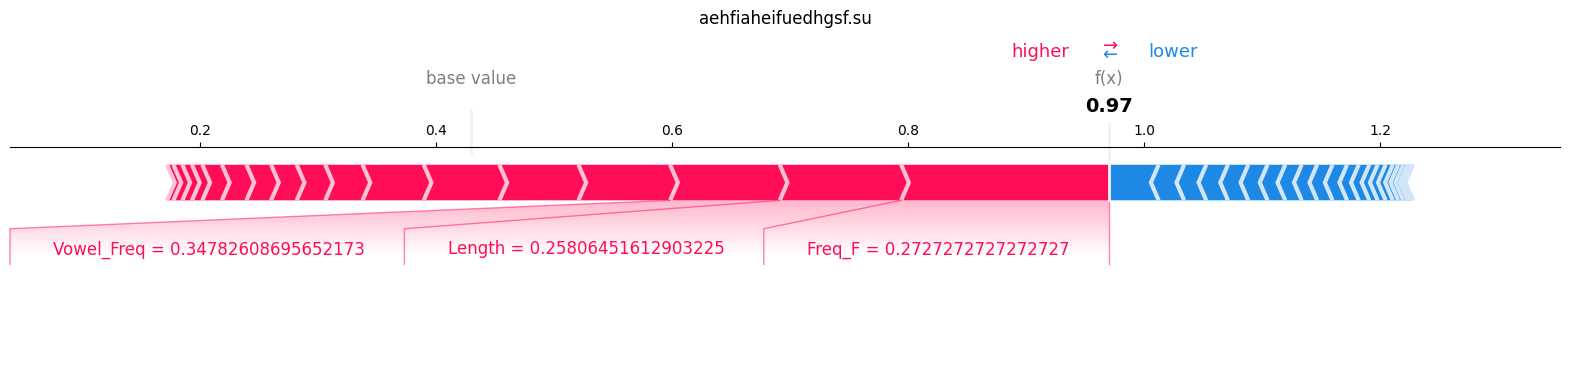 aehfiaheifuedhgsf.su
higher ⇄ lower
base value f(x)
0.97
0.2 0.4 0.6 0.8 1.0 1.2
Vowel_Freq = 0.34782608695652173 Length = 0.25806451612903225 Freq_F = 0.2727272727272727